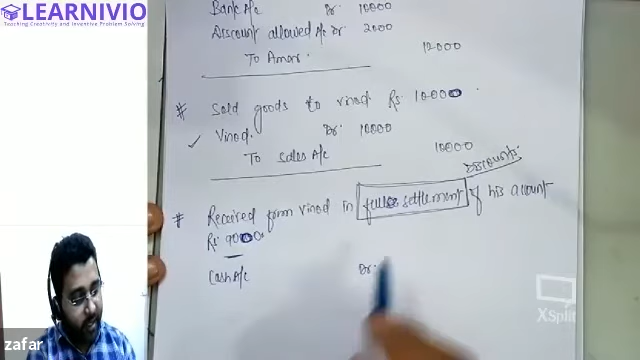 LEARNIVIO
Teaching Creativity and Inventive Problem Solving
Bank A/c Dr. 10000
Discount allowed A/c Dr 2000
To Amar. 12000
# Sold goods to vinod Rs. 10000.
✓ Vinod. Dr. 10000
To sales A/c 10000
Discounts.
# Received from vinod in full settlement of his account
Rs. 9000.
Cash A/c Dr.
zafar
XSplit